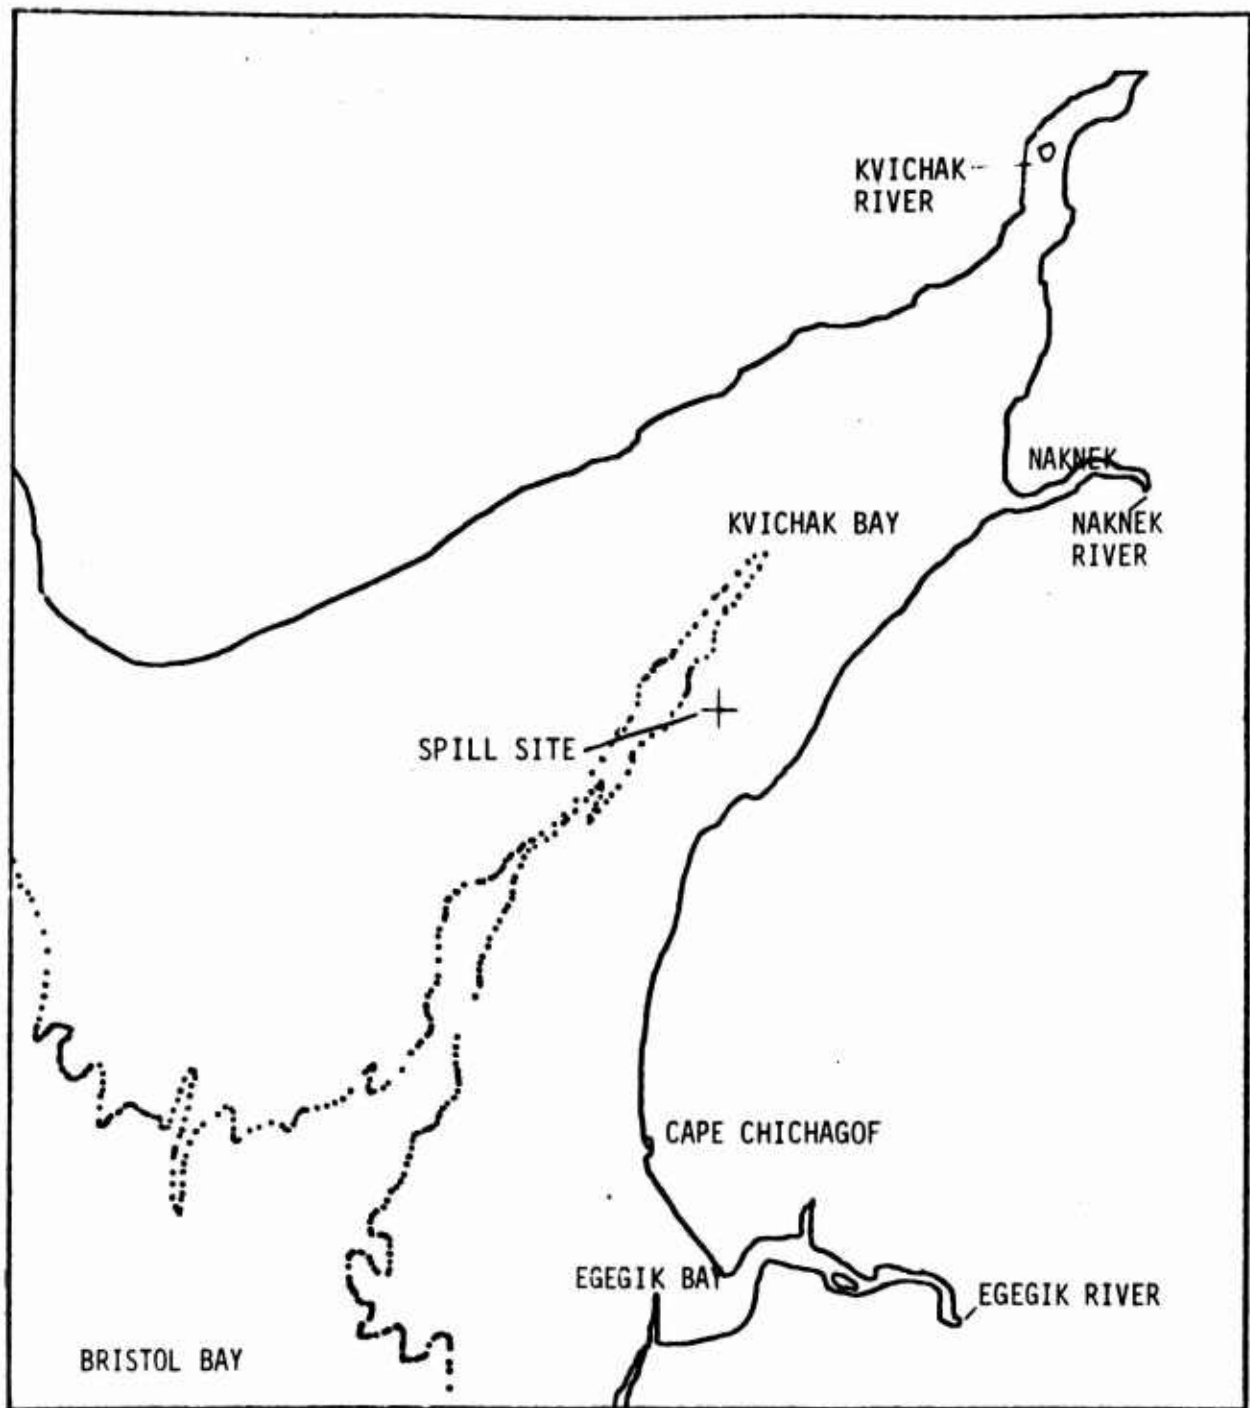 KVICHAK
RIVER
NAKNEK
KVICHAK BAY
NAKNEK
RIVER
SPILL SITE
CAPE CHICHAGOF
EGEGIK BAY
EGEGIK RIVER
BRISTOL BAY